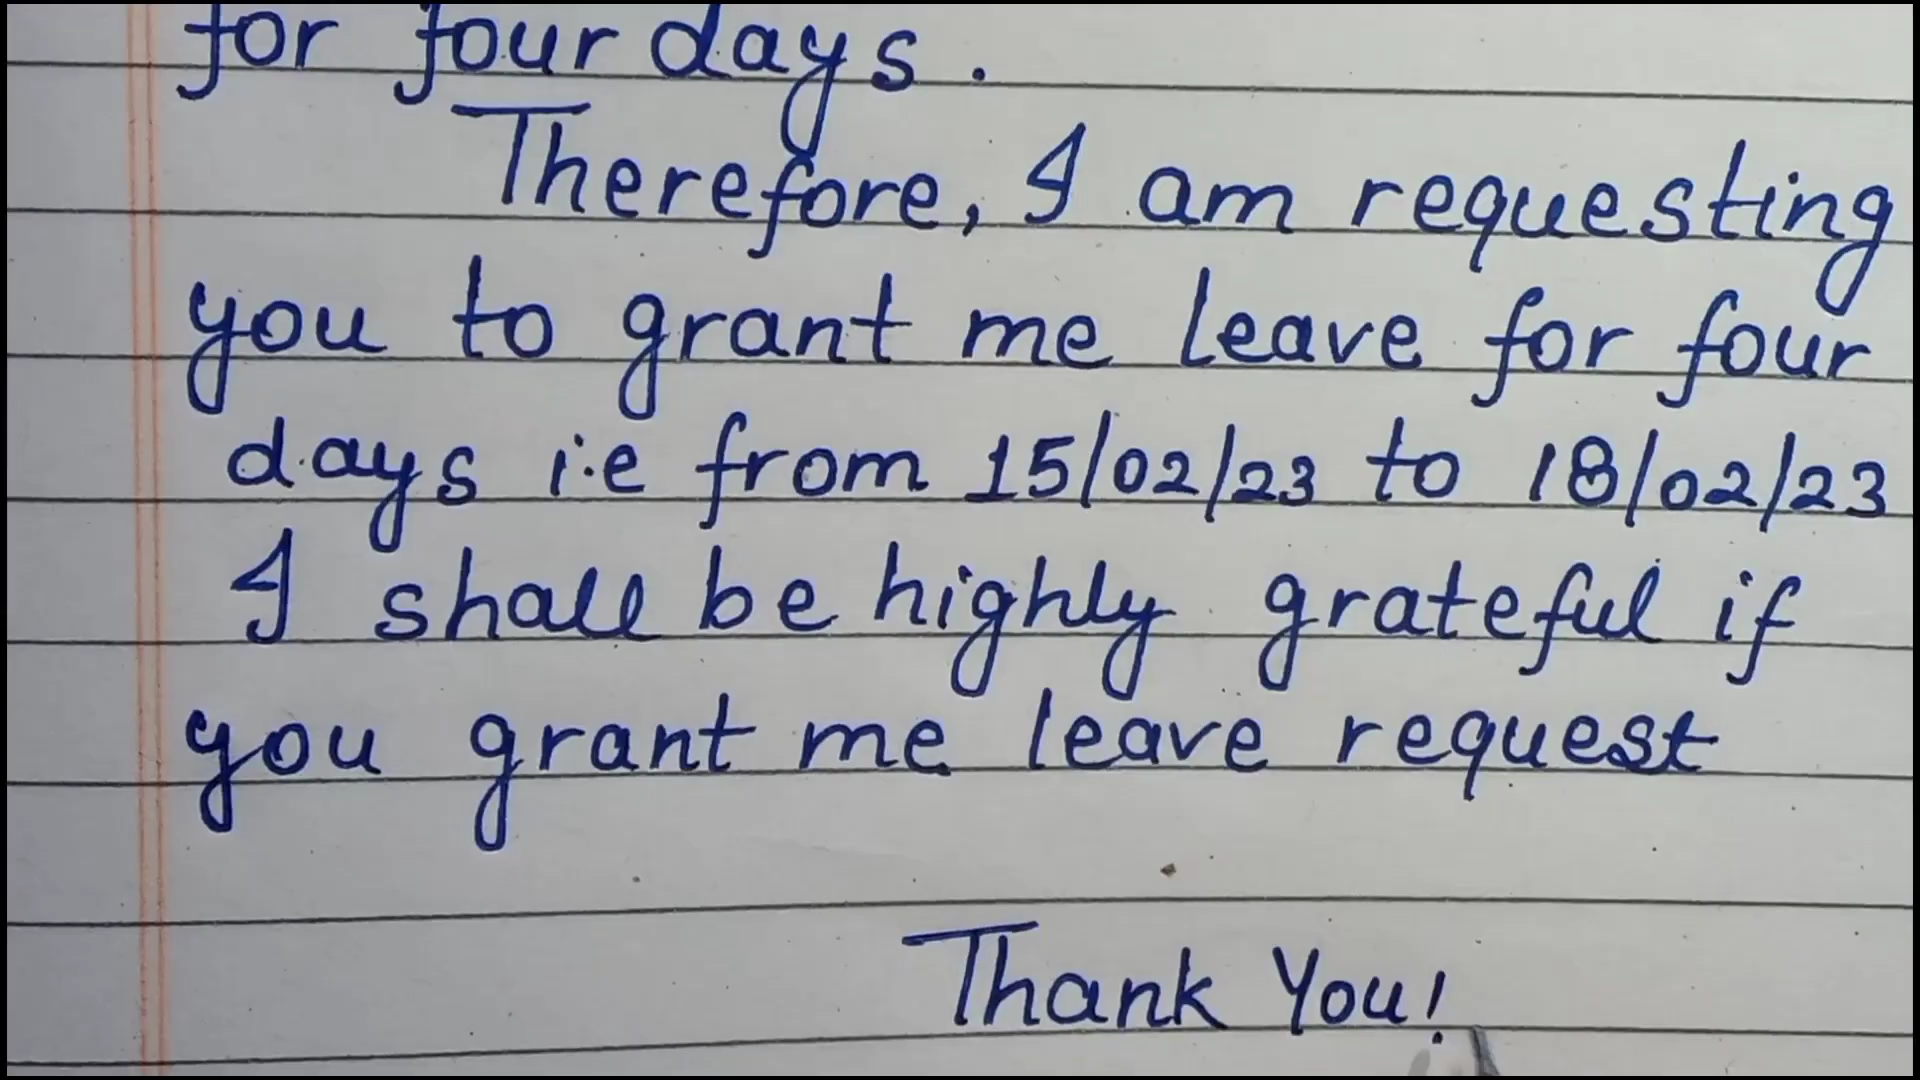 for four days.
Therefore, I am requesting
you to grant me leave for four
days i.e from 15/02/23 to 18/02/23
I shall be highly grateful if
you grant me leave request
Thank You!